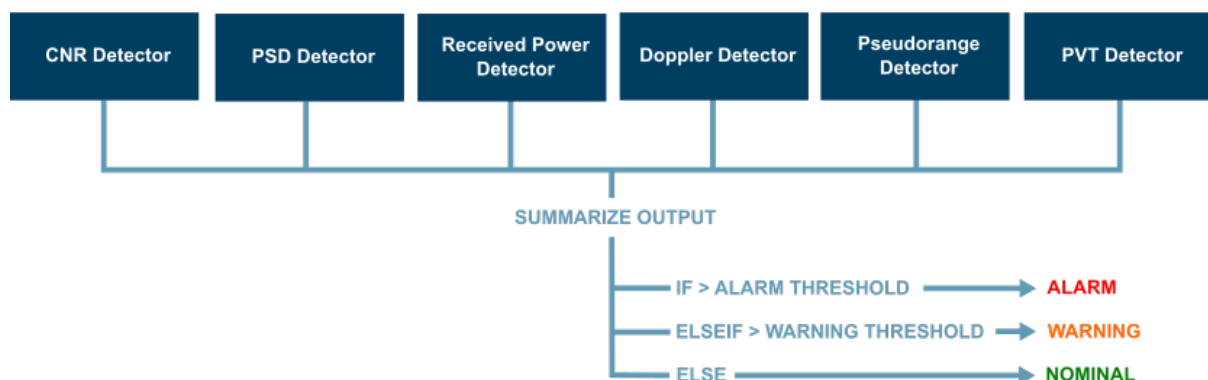 CNR Detector
PSD Detector
Received Power
Detector
Doppler Detector
Pseudorange
Detector
PVT Detector
SUMMARIZE OUTPUT
IF > ALARM THRESHOLD
ALARM
ELSEIF > WARNING THRESHOLD
WARNING
ELSE
NOMINAL